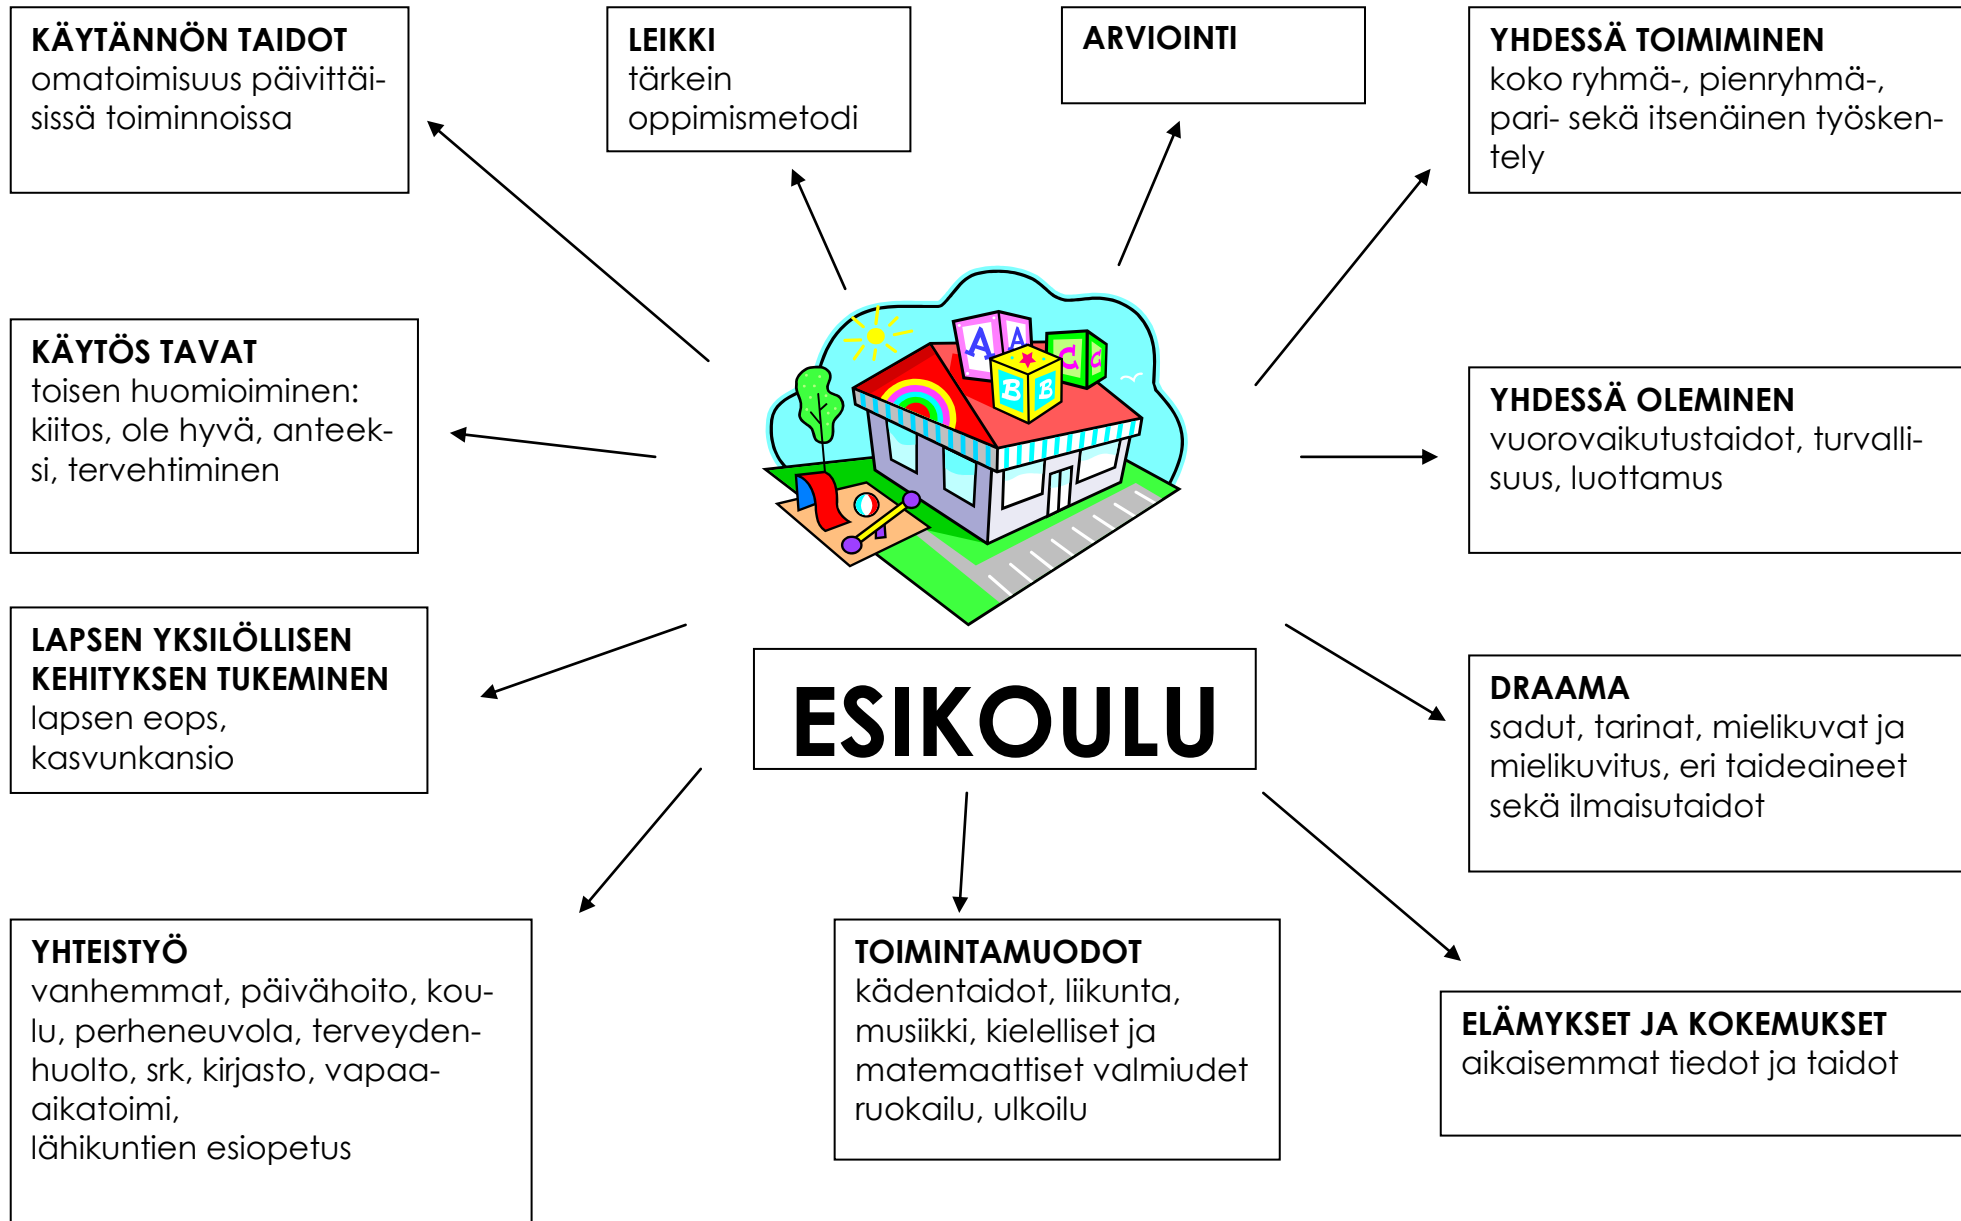 KÄYTÄNNÖN TAIDOT
omatoimisuus päivittäi-
sissä toiminnoissa
LEIKKI
tärkein
oppimismetodi
ARVIOINTI
YHDESSÄ TOIMIMINEN
koko ryhmä-, pienryhmä-,
pari- sekä itsenäinen työsken-
tely
KÄYTÖS TAVAT
toisen huomioiminen:
kiitos, ole hyvä, anteek-
si, tervehtiminen
A A C C
B B
YHDESSÄ OLEMINEN
vuorovaikutustaidot, turvalli-
suus, luottamus
LAPSEN YKSILÖLLISEN
KEHITYKSEN TUKEMINEN
lapsen eops,
kasvunkansio
ESIKOULU
DRAAMA
sadut, tarinat, mielikuvat ja
mielikuvitus, eri taideaineet
sekä ilmaisutaidot
YHTEISTYÖ
vanhemmat, päivähoito, kou-
lu, perheneuvola, terveyden-
huolto, srk, kirjasto, vapaa-
aikatoimi,
lähikuntien esiopetus
TOIMINTAMUODOT
kädentaidot, liikunta,
musiikki, kielelliset ja
matemaattiset valmiudet
ruokailu, ulkoilu
ELÄMYKSET JA KOKEMUKSET
aikaisemmat tiedot ja taidot